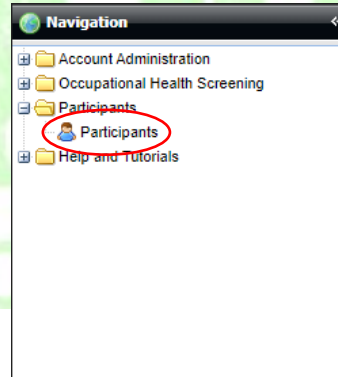 Navigation
Account Administration
Occupational Health Screening
Participants
Participants
Help and Tutorials